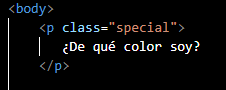 <body>
<p class="special">
¿De qué color soy?
</p>